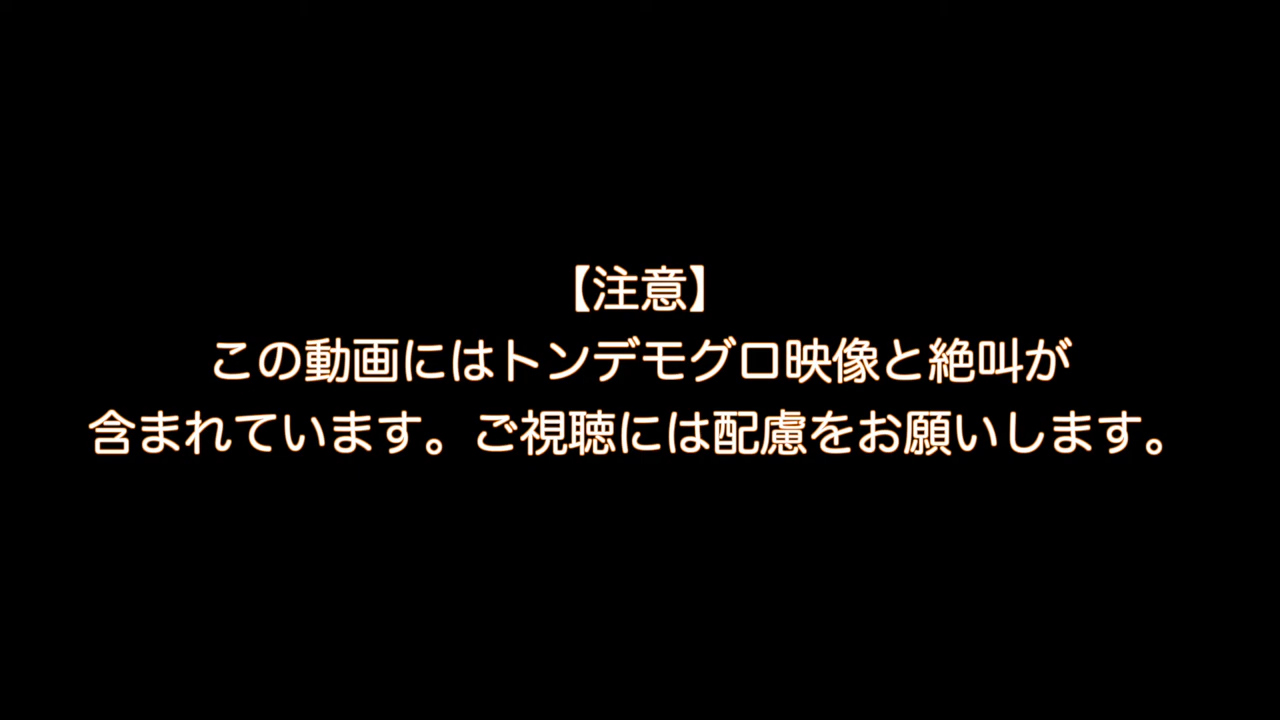 【注意】
この動画にはトンデモグロ映像と絶叫が
含まれています。ご視聴には配慮をお願いします。